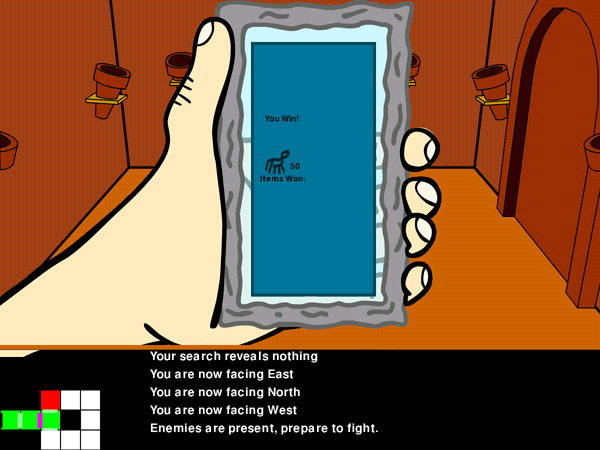 You Win!
50
Items Won:
Your search reveals nothing
You are now facing East
You are now facing North
You are now facing West
Enemies are present, prepare to fight.